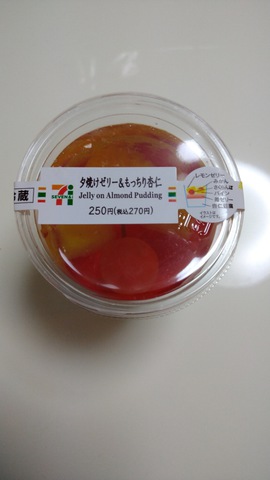 蔵
7
SEVEN
夕焼けゼリー&もっちり杏仁
Jelly on Almond Pudding
250円(税込270円)
レモンゼリー
みかん
さくらんぼ
パイン
杏仁豆腐